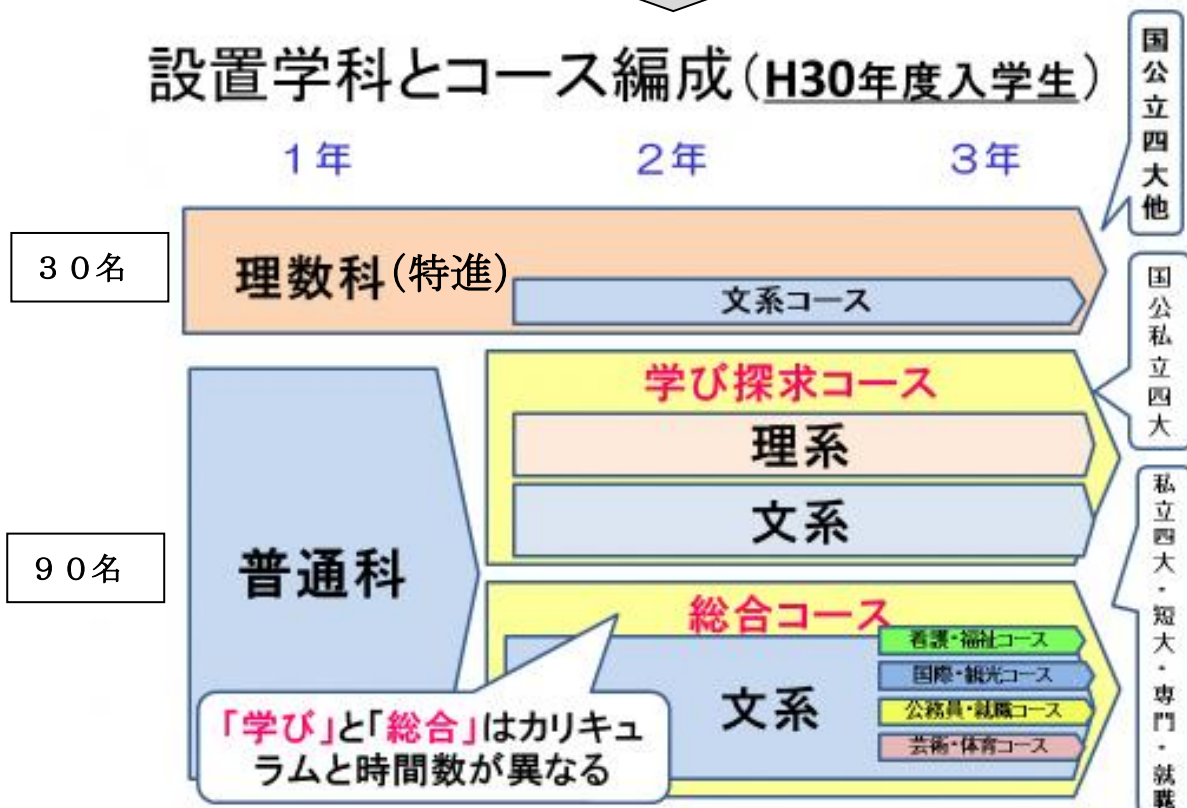 設置学科とコース編成(H30年度入学生)
1年
2年
3年
国公立四大他
30名
理数科(特進)
文系コース
国公私立四大
学び探求コース
理系
文系
90名
普通科
総合コース
文系
看護・福祉コース
国際・観光コース
公務員・就職コース
芸術・体育コース
私立四大・短大・専門・就職
「学び」と「総合」はカリキュ
ラムと時間数が異なる